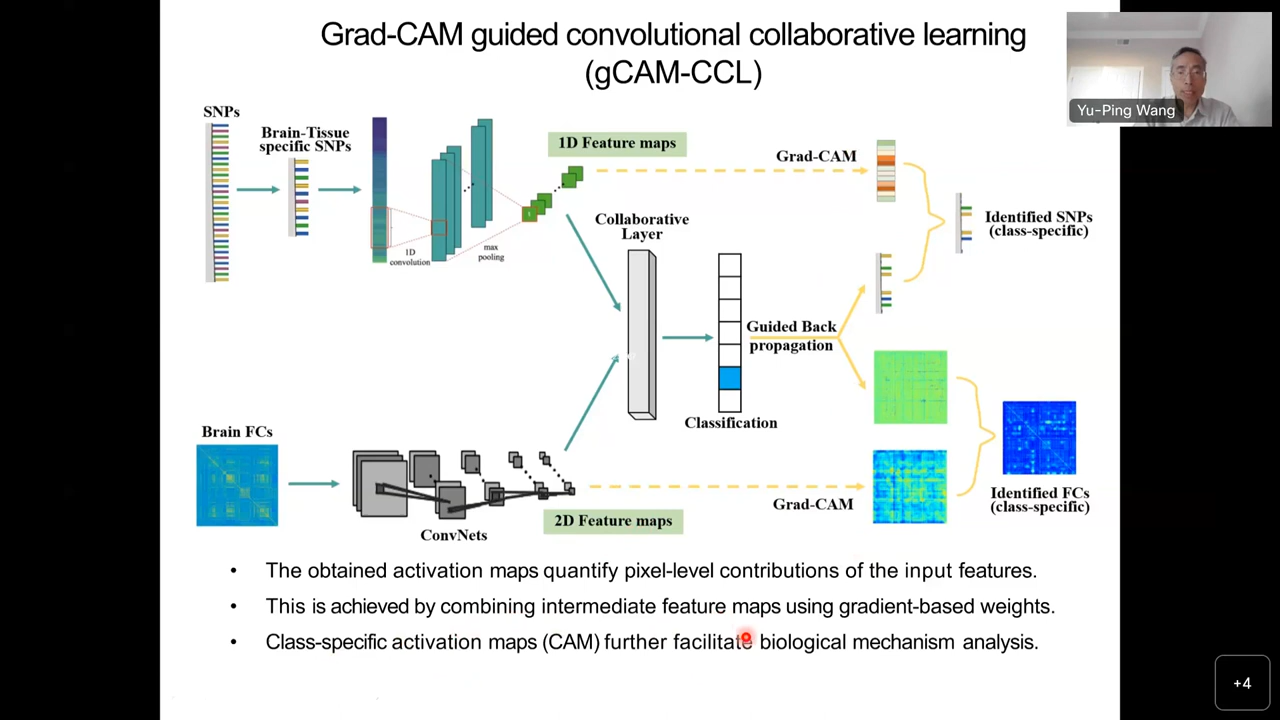 Grad-CAM guided convolutional collaborative learning
(gCAM-CCL)
Yu-Ping Wang
SNPs
Brain-Tissue
specific SNPs
1D Feature maps
Grad-CAM
1D
convolution
max
pooling
Collaborative
Layer
Identified SNPs
(class-specific)
Guided Back
propagation
Classification
Brain FCs
ConvNets
2D Feature maps
Grad-CAM
Identified FCs
(class-specific)
• The obtained activation maps quantify pixel-level contributions of the input features.
• This is achieved by combining intermediate feature maps using gradient-based weights.
• Class-specific activation maps (CAM) further facilitate biological mechanism analysis.
+4